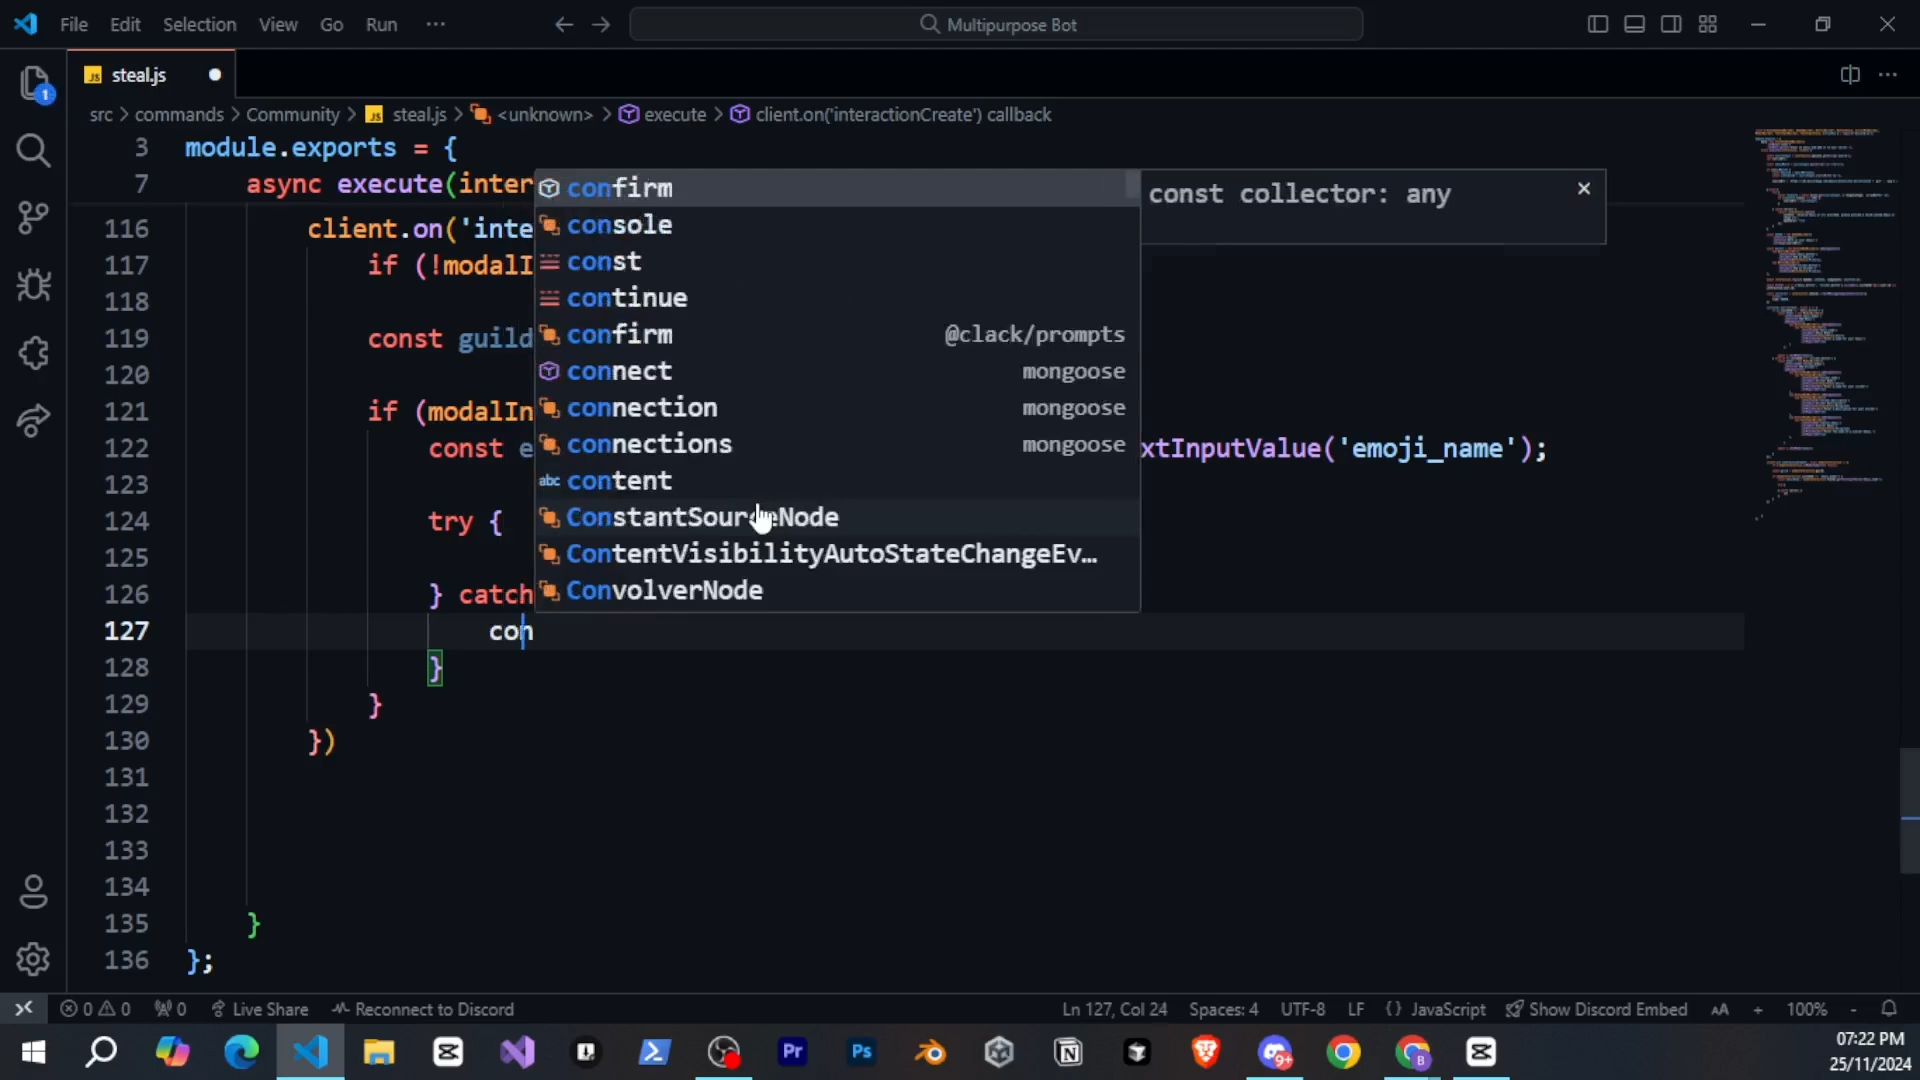 File Edit Selection View Go Run ···
Multipurpose Bot
JS steal.js
src > commands > Community > JS steal.js > <unknown> > execute > client.on('interactionCreate') callback
3 module.exports = {
7 async execute(inter
116 client.on('inte
117 if (!modalI
118
119 const guild
120
121 if (modalIn
122 const e xtInputValue('emoji_name');
123
124 try {
125
126 } catch
127 con
128 }
129 }
130 })
131
132
133
134
135 }
136 };
confirm
console
const
continue
confirm @clack/prompts
connect mongoose
connection mongoose
connections mongoose
abc content
ConstantSourceNode
ContentVisibilityAutoStateChangeEv…
ConvolverNode
const collector: any
1
0 0 0 Live Share Reconnect to Discord
Ln 127, Col 24 Spaces: 4 UTF-8 LF {} JavaScript Show Discord Embed AA + 100% -
Pr Ps 9+ B
07:22 PM
25/11/2024